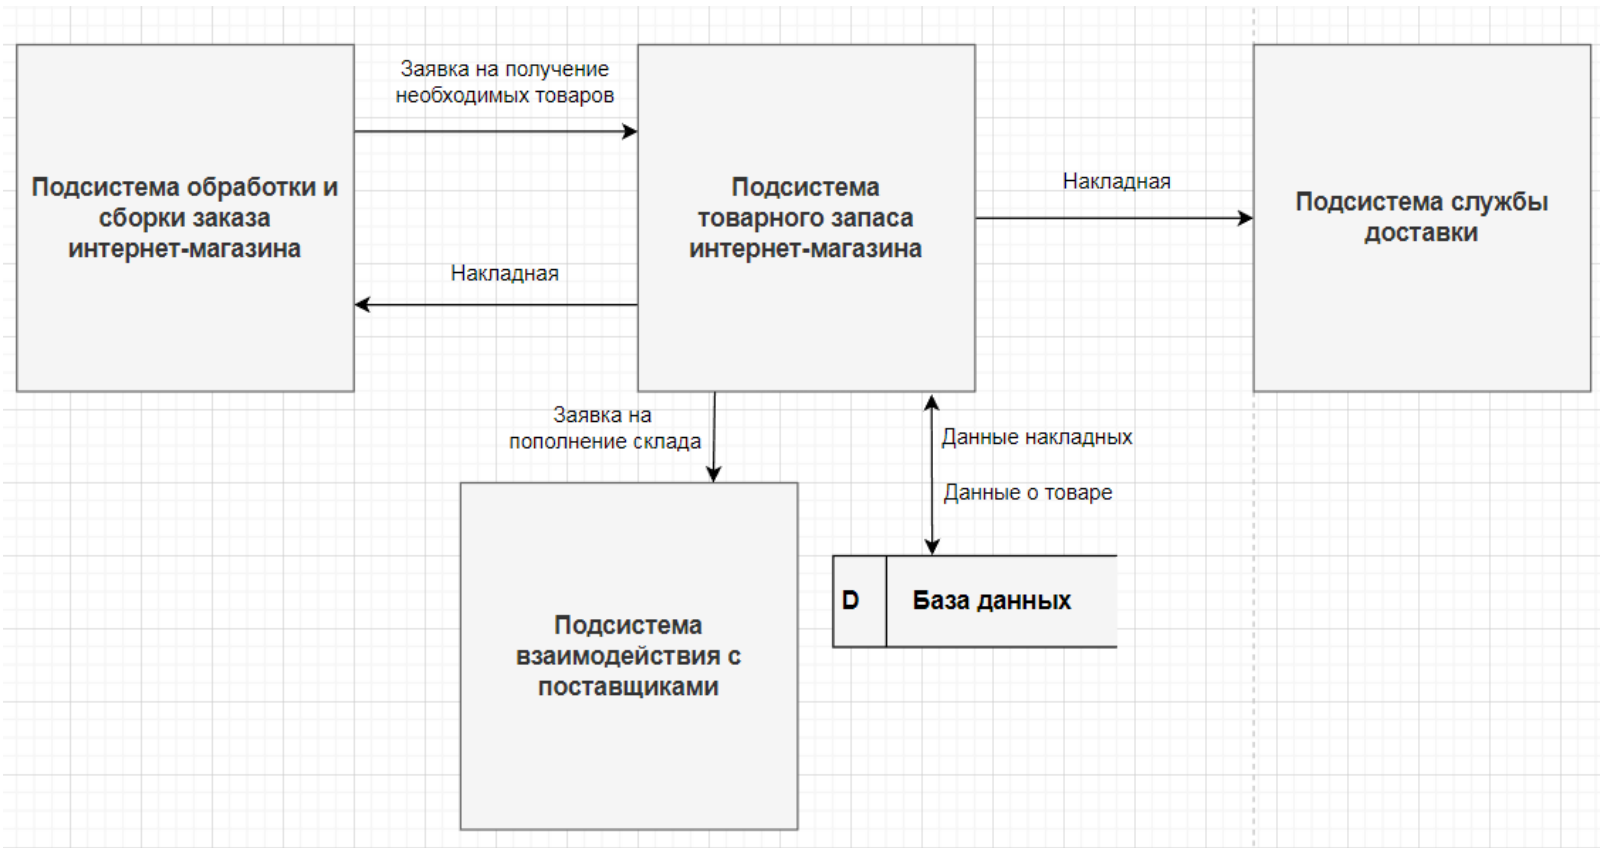 Заявка на получение
необходимых товаров
Подсистема обработки и
сборки заказа
интернет-магазина
Накладная
Подсистема
товарного запаса
интернет-магазина
Накладная
Подсистема службы
доставки
Заявка на
пополнение склада
Данные накладных
Данные о товаре
Подсистема
взаимодействия с
поставщиками
D
База данных